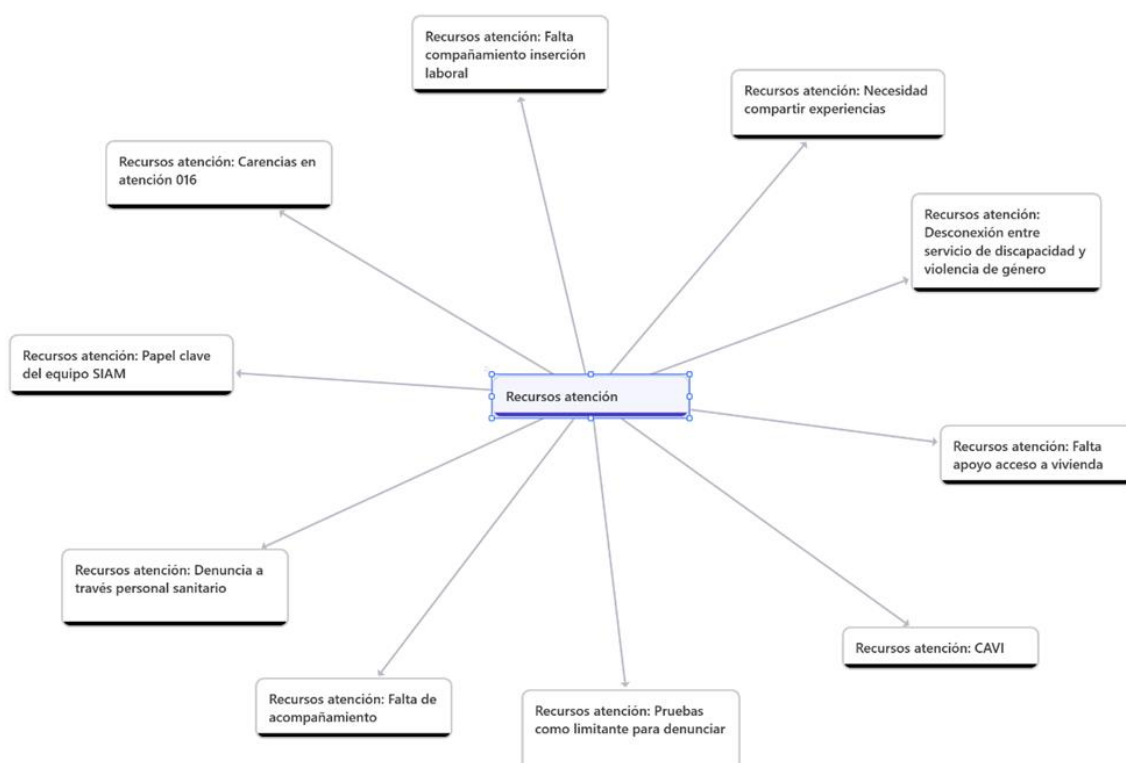 Recursos atención: Falta
compañamiento inserción
laboral
Recursos atención: Necesidad
compartir experiencias
Recursos atención: Carencias en
atención 016
Recursos atención:
Desconexión entre
servicio de discapacidad y
violencia de género
Recursos atención: Papel clave
del equipo SIAM
Recursos atención
Recursos atención: Falta
apoyo acceso a vivienda
Recursos atención: Denuncia a
través personal sanitario
Recursos atención: CAVI
Recursos atención: Falta de
acompañamiento
Recursos atención: Pruebas
como limitante para denunciar